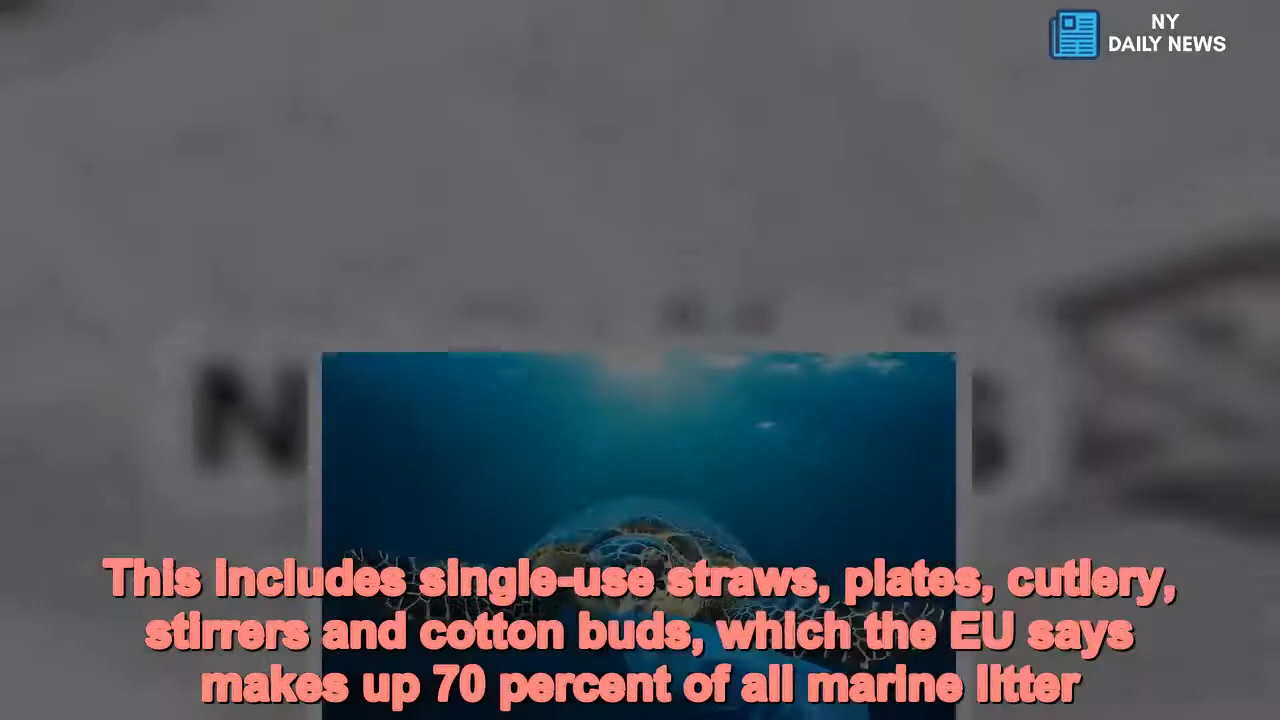 NY
DAILY NEWS
N
This includes single-use straws, plates, cutlery,
stirrers and cotton buds, which the EU says
makes up 70 percent of all marine litter